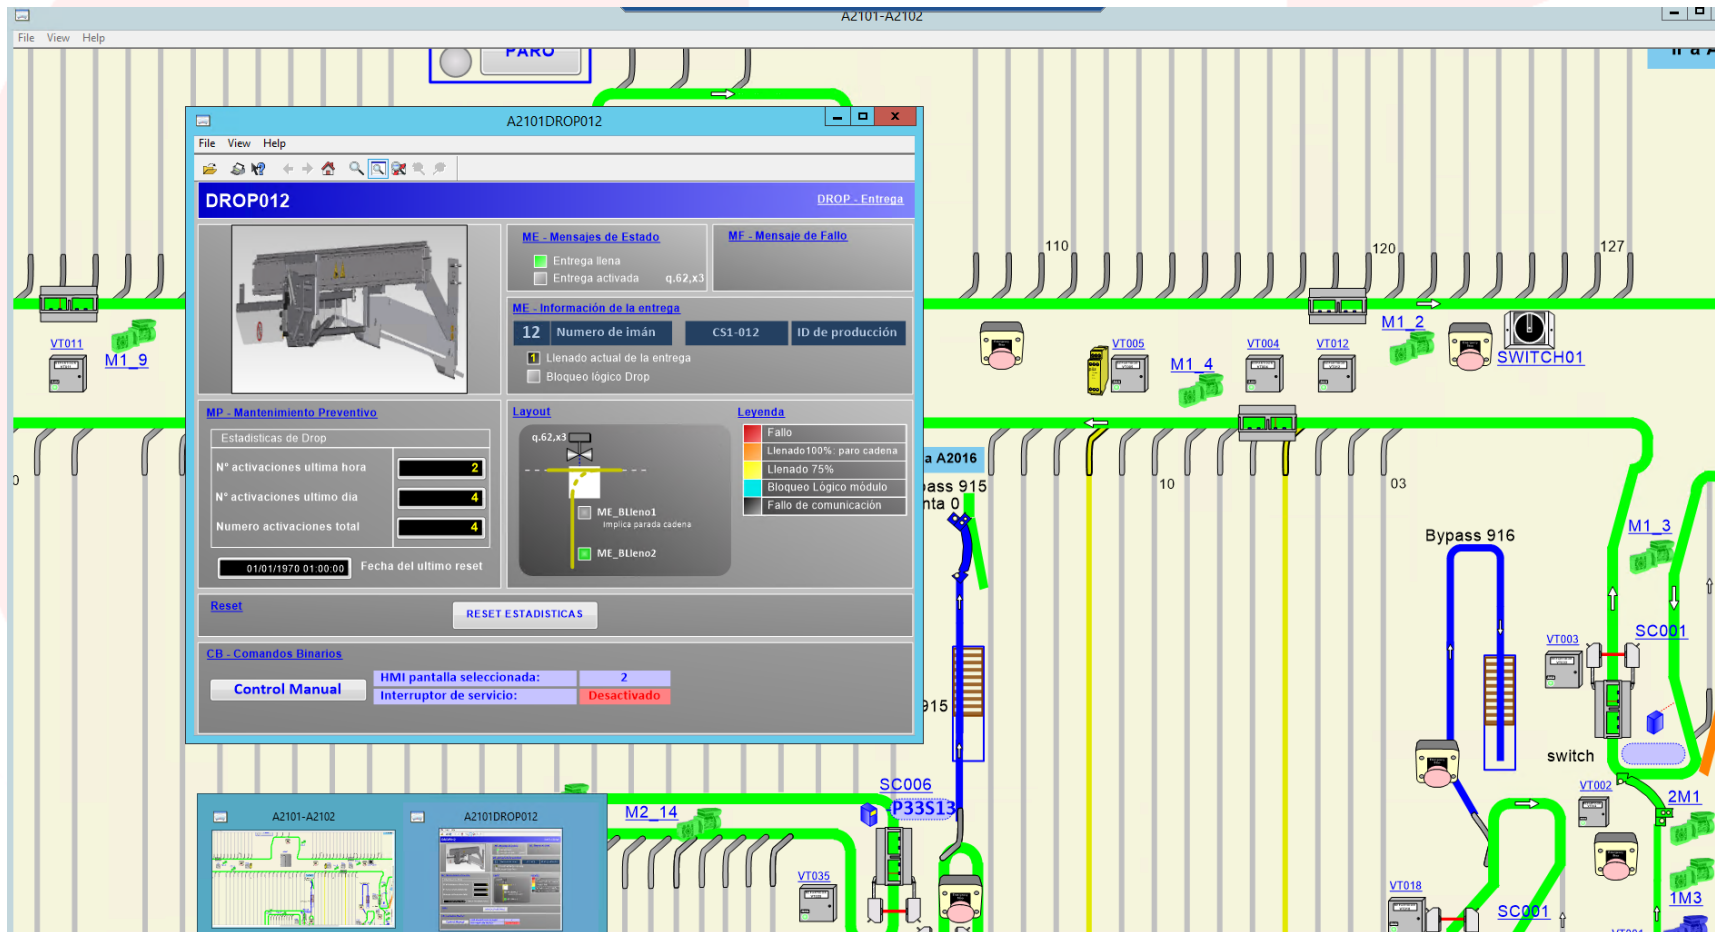 A2101-A2102
File View Help
PARO
A2101DROP012
File View Help
DROP012
DROP - Entrega
ME - Mensajes de Estado
Entrega llena
Entrega activada q.62,x3
MF - Mensaje de Fallo
ME - Información de la entrega
12 Numero de imán CS1-012 ID de producción
1 Llenado actual de la entrega
Bloqueo lógico Drop
MP - Mantenimiento Preventivo
Estadisticas de Drop
N° activaciones ultima hora 2
N° activaciones ultimo dia 4
Numero activaciones total 4
01/01/1970 01:00:00 Fecha del ultimo reset
Layout
q.62,x3
ME_BLleno1
Implica parada cadena
ME_BLleno2
Leyenda
Fallo
Llenado100%: paro cadena
Llenado 75%
Bloqueo Lógico módulo
Fallo de comunicación
Reset
RESET ESTADISTICAS
CB - Comandos Binarios
Control Manual
HMI pantalla seleccionada: 2
Interruptor de servicio: Desactivado
110
120
127
VT011
M1_9
VT005
M1_4
VT004
VT012
M1_2
SWITCH01
a A2016
915
nta 0
10
03
Bypass 916
M1_3
VT003
SC001
915
switch
VT002
2M1
SC006
-P33S13
M2_14
VT035
VT018
SC001
1M3
A2101-A2102
A2101DROP012